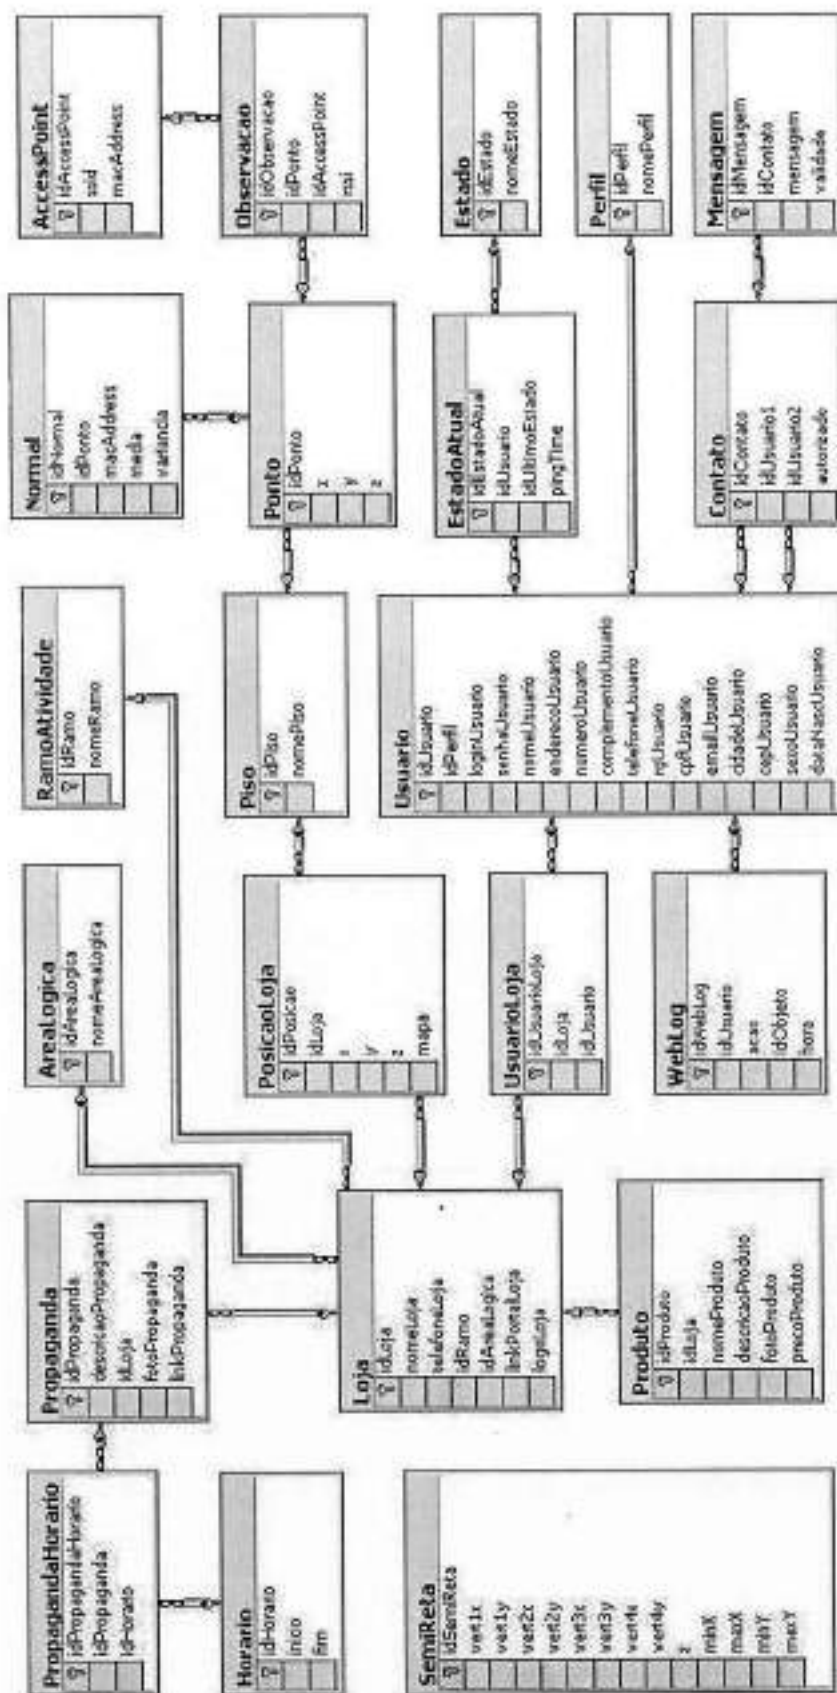 PropagandaHorario
idPropagandaHorario
idPropaganda
idHorario
Propaganda
idPropaganda
descricaoPropaganda
idLoja
fotoPropaganda
linkPropaganda
AreaLogica
idAreaLogica
nomeAreaLogica
RamoAtividade
idRamo
nomeRamo
Normal
idNormal
idPonto
macAddress
media
variancia
AccessPoint
idAccessPoint
ssid
macAddress
Horario
idHorario
inicio
fim
PosicaoLoja
idPosicao
idLoja
x
y
z
mapa
Piso
idPiso
nomePiso
Ponto
idPonto
x
y
z
Observacao
idObservacao
idPonto
idAccessPoint
rssi
Loja
idLoja
nomeLoja
telefoneLoja
idRamo
idAreaLogica
linkPortalLoja
logoLoja
UsuarioLoja
idUsuarioLoja
idLoja
idUsuario
Usuario
idUsuario
idPerfil
loginUsuario
senhaUsuario
nomeUsuario
enderecoUsuario
numeroUsuario
complementoUsuario
telefoneUsuario
rgUsuario
cpfUsuario
emailUsuario
cidadeUsuario
cepUsuario
sexoUsuario
dataNascUsuario
EstadoAtual
idEstadoAtual
idUsuario
idUltimoEstado
pingTime
Estado
idEstado
nomeEstado
Perfil
idPerfil
nomePerfil
SemiReta
idSemiReta
vert1x
vert1y
vert2x
vert2y
vert3x
vert3y
vert4x
vert4y
z
minX
maxX
minY
maxY
Produto
idProduto
idLoja
nomeProduto
descricaoProduto
fotoProduto
precoProduto
WebLog
idWebLog
idUsuario
acao
idObjeto
hora
Contato
idContato
idUsuario1
idUsuario2
autorizado
Mensagem
idMensagem
idContato
mensagem
validade